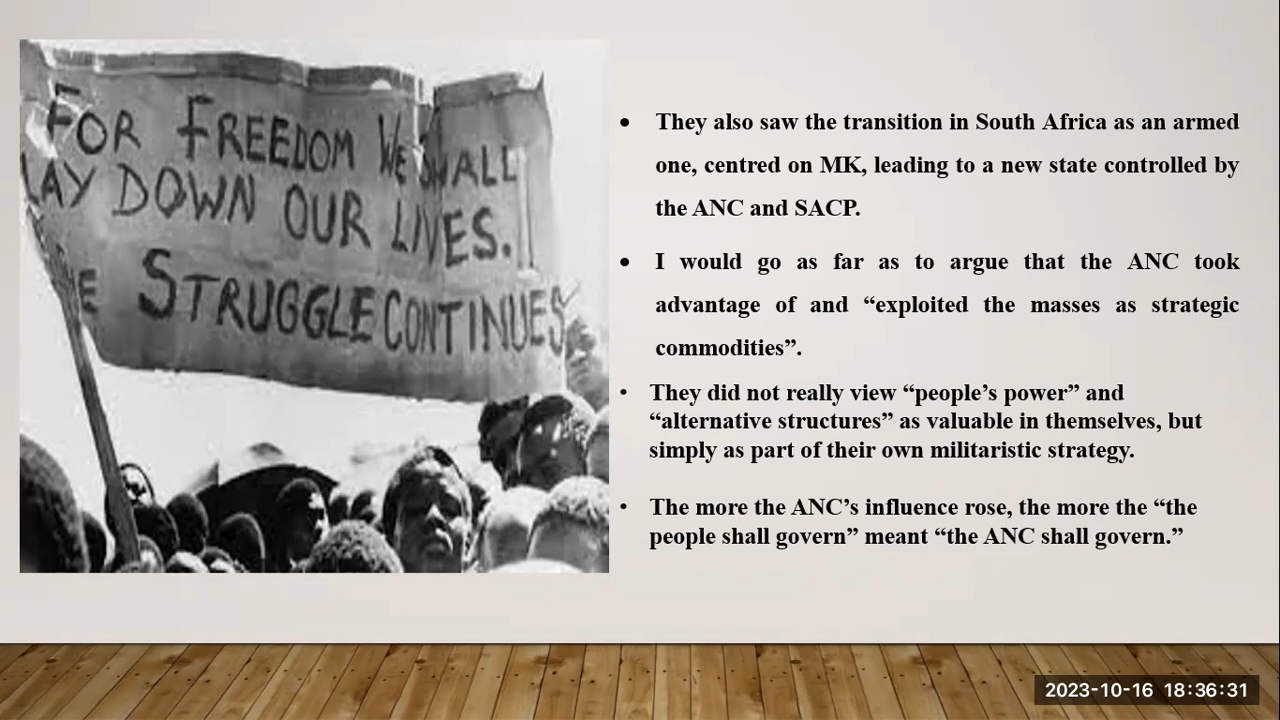 FOR FREEDOM WE SHALL
LAY DOWN OUR LIVES.!!
STRUGGLE CONTINUES
• They also saw the transition in South Africa as an armed
one, centred on MK, leading to a new state controlled by
the ANC and SACP.
• I would go as far as to argue that the ANC took
advantage of and “exploited the masses as strategic
commodities”.
• They did not really view “people’s power” and
“alternative structures” as valuable in themselves, but
simply as part of their own militaristic strategy.
• The more the ANC’s influence rose, the more the “the
people shall govern” meant “the ANC shall govern.”
2023-10-16 18:36:31